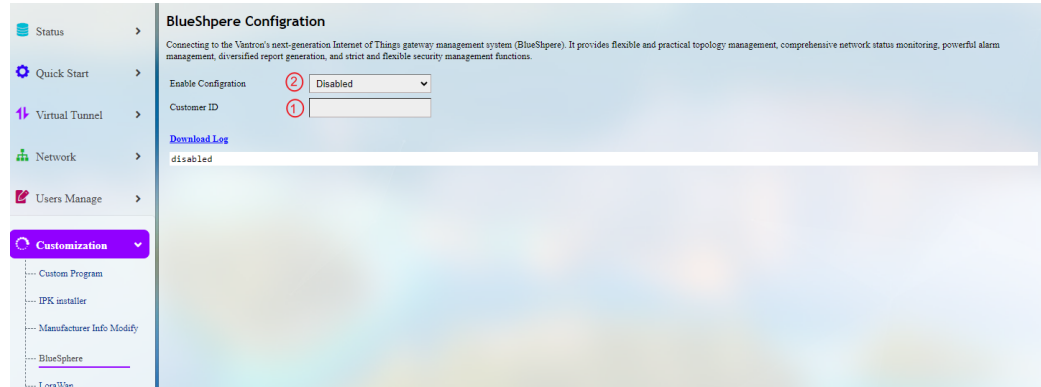 Status
Quick Start
Virtual Tunnel
Network
Users Manage
Customization
Custom Program
IPK installer
Manufacturer Info Modify
BlueSphere
LoraWan
BlueShpere Configration
Connecting to the Vantron's next-generation Internet of Things gateway management system (BlueShpere). It provides flexible and practical topology management, comprehensive network status monitoring, powerful alarm
management, diversified report generation, and strict and flexible security management functions.
Enable Configration 2 Disabled
Customer ID 1
Download Log
disabled